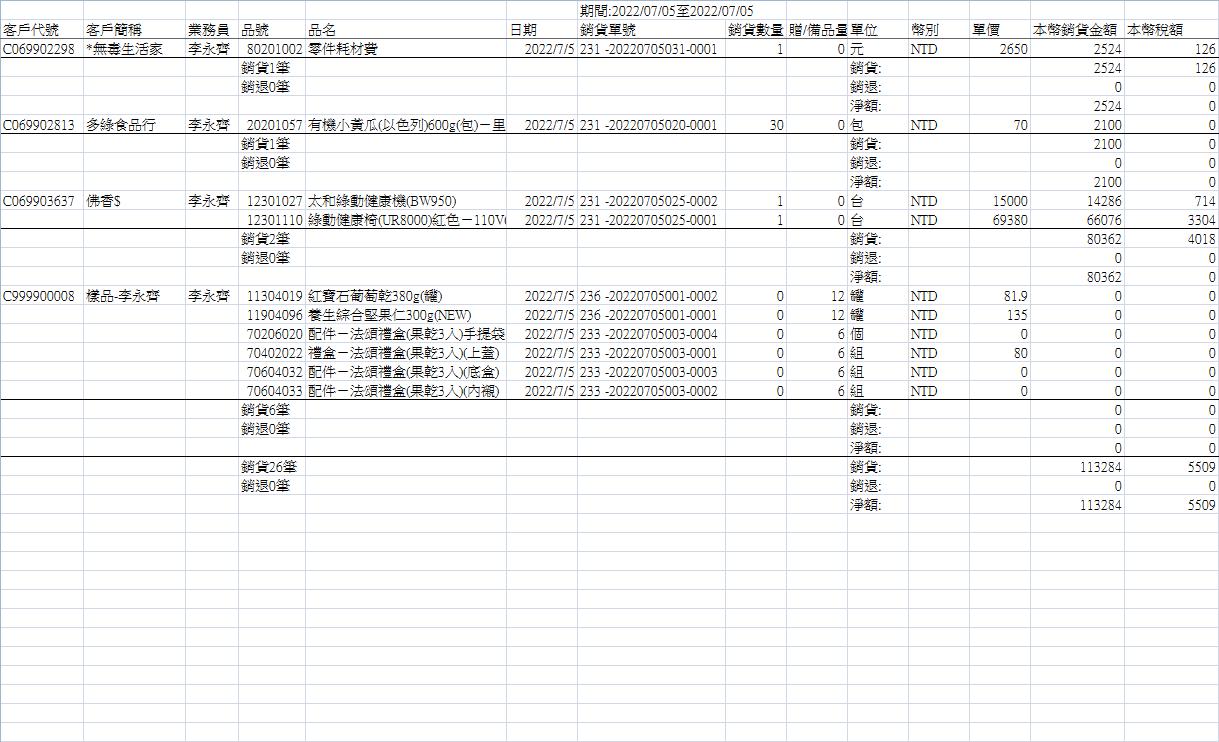 期間:2022/07/05至2022/07/05
客戶代號 客戶簡稱 業務員 品號 品名 日期 銷貨單號 銷貨數量 贈/備品量 單位 幣別 單價 本幣銷貨金額 本幣稅額
C069902298 *無毒生活家 李永齊 80201002 零件耗材費 2022/7/5 231 -20220705031-0001 1 0 元 NTD 2650 2524 126
銷貨1筆 銷貨: 2524 126
銷退0筆 銷退: 0 0
淨額: 2524 0
C069902813 多綠食品行 李永齊 20201057 有機小黃瓜(以色列)600g(包)－里 2022/7/5 231 -20220705020-0001 30 0 包 NTD 70 2100 0
銷貨1筆 銷貨: 2100 0
銷退0筆 銷退: 0 0
淨額: 2100 0
C069903637 佛香$ 李永齊 12301027 太和綠動健康機(BW950) 2022/7/5 231 -20220705025-0002 1 0 台 NTD 15000 14286 714
12301110 綠動健康椅(UR8000)紅色－110V( 2022/7/5 231 -20220705025-0001 1 0 台 NTD 69380 66076 3304
銷貨2筆 銷貨: 80362 4018
銷退0筆 銷退: 0 0
淨額: 80362 0
C999900008 樣品-李永齊 李永齊 11304019 紅寶石葡萄乾380g(罐) 2022/7/5 236 -20220705001-0002 0 12 罐 NTD 81.9 0 0
11904096 養生綜合堅果仁300g(NEW) 2022/7/5 236 -20220705001-0001 0 12 罐 NTD 135 0 0
70206020 配件－法頌禮盒(果乾3入)手提袋 2022/7/5 233 -20220705003-0004 0 6 個 NTD 0 0 0
70402022 禮盒－法頌禮盒(果乾3入)(上蓋) 2022/7/5 233 -20220705003-0001 0 6 組 NTD 80 0 0
70604032 配件－法頌禮盒(果乾3入)(底盒) 2022/7/5 233 -20220705003-0003 0 6 組 NTD 0 0 0
70604033 配件－法頌禮盒(果乾3入)(內襯) 2022/7/5 233 -20220705003-0002 0 6 組 NTD 0 0 0
銷貨6筆 銷貨: 0 0
銷退0筆 銷退: 0 0
淨額: 0 0
銷貨26筆 銷貨: 113284 5509
銷退0筆 銷退: 0 0
淨額: 113284 5509